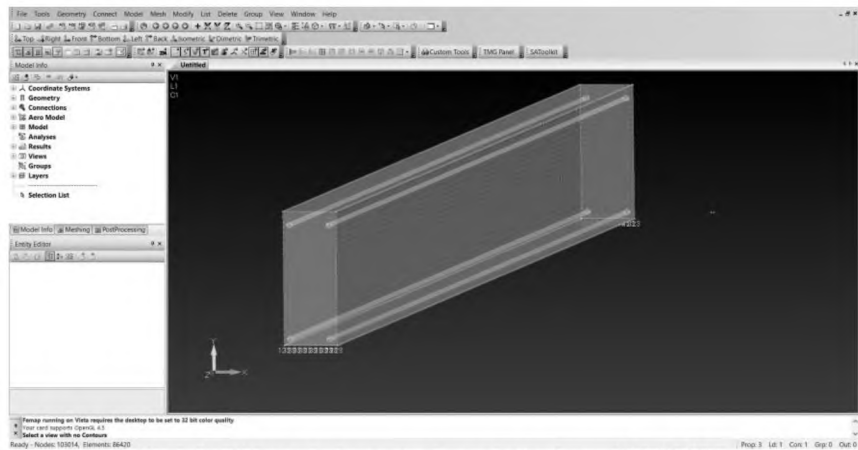 File Tools Geometry Connect Model Mesh Modify List Delete Group View Window Help
Top Right Front Bottom Left Back Isometric Dimetric Trimetric
Custom Tools TMG Panel SAToolkit
Model Info
Untitled
V1
L1
C1
Coordinate Systems
Geometry
Connections
Aero Model
Model
Analyses
Results
Views
Groups
Layers
Selection List
Model Info Meshing PostProcessing
Entity Editor
Y
Z X
Femap running on Vista requires the desktop to be set to 32 bit color quality
Your card supports OpenGL 4.5
Select a view with no Contours
Ready - Nodes: 103014, Elements: 86420
Prop: 3 Ld: 1 Con: 1 Grp: 0 Out: 0